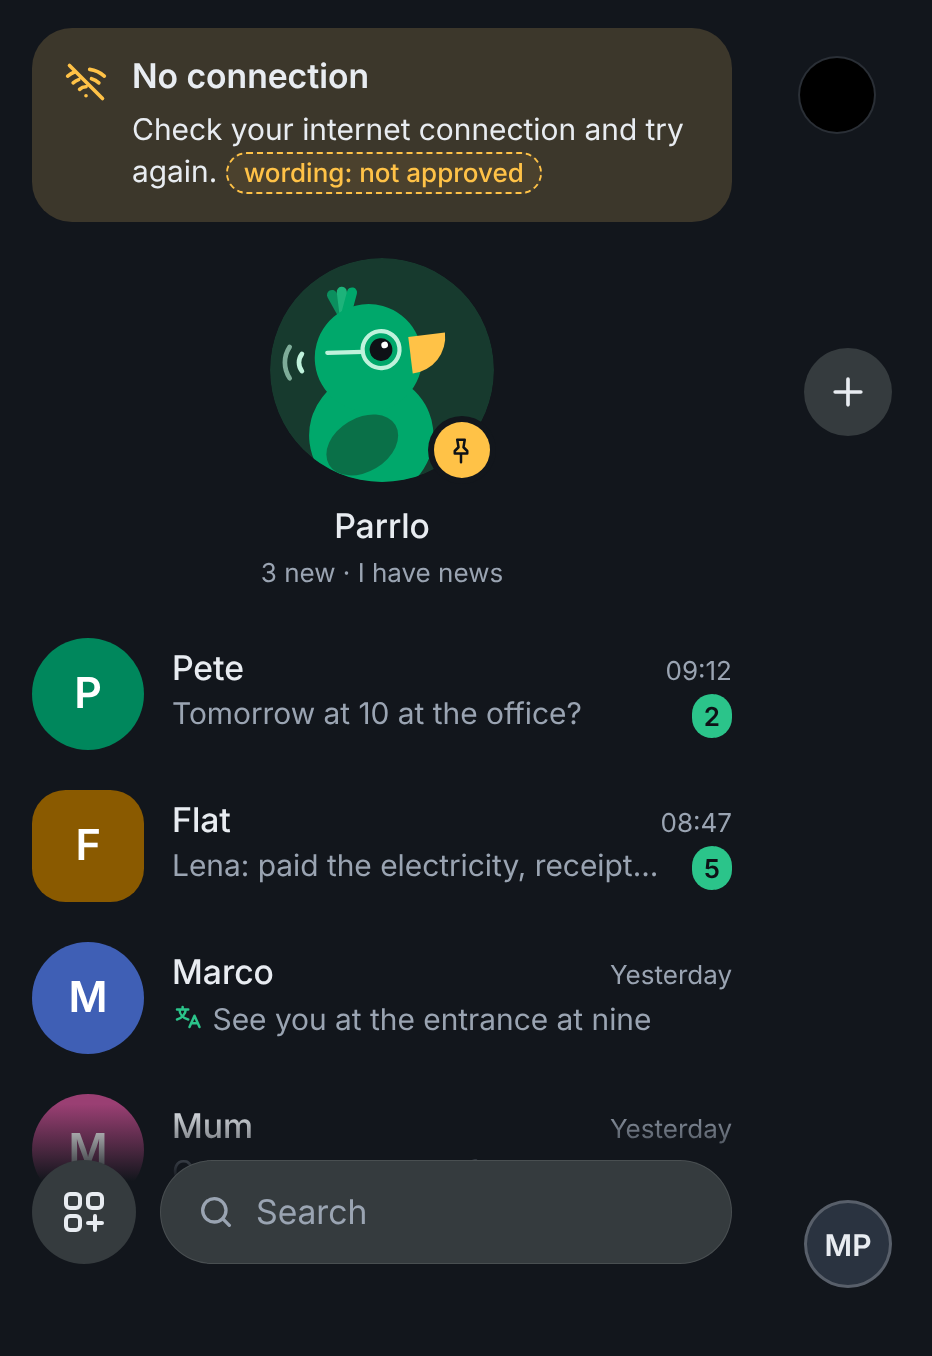 No connection
Check your internet connection and try
again. wording: not approved
Parrlo
3 new · I have news
P
Pete
09:12
Tomorrow at 10 at the office?
2
F
Flat
08:47
Lena: paid the electricity, receipt...
5
M
Marco
Yesterday
See you at the entrance at nine
M
Mum
Yesterday
Search
MP